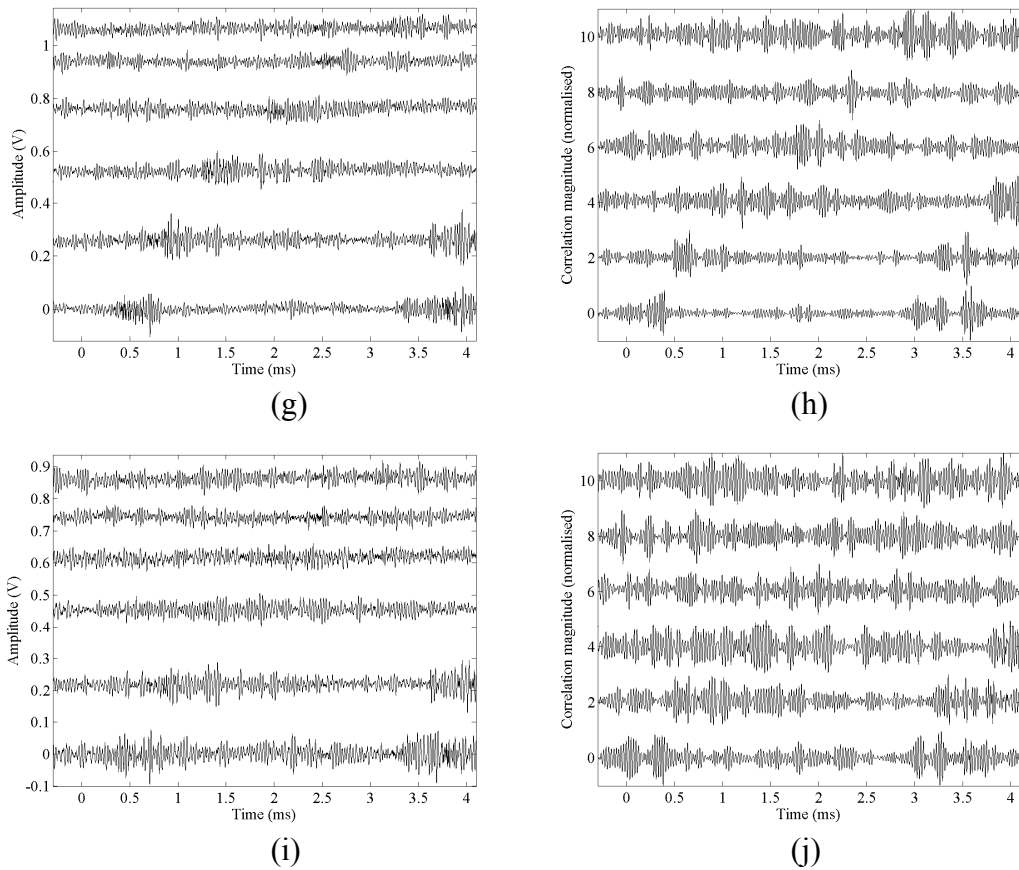 1
0.8
0.6
0.4
0.2
0
Amplitude (V)
0 0.5 1 1.5 2 2.5 3 3.5 4
Time (ms)
(g)
10
8
6
4
2
0
Correlation magnitude (normalised)
0 0.5 1 1.5 2 2.5 3 3.5 4
Time (ms)
(h)
0.9
0.8
0.7
0.6
0.5
0.4
0.3
0.2
0.1
0
-0.1
Amplitude (V)
0 0.5 1 1.5 2 2.5 3 3.5 4
Time (ms)
(i)
10
8
6
4
2
0
Correlation magnitude (normalised)
0 0.5 1 1.5 2 2.5 3 3.5 4
Time (ms)
(j)